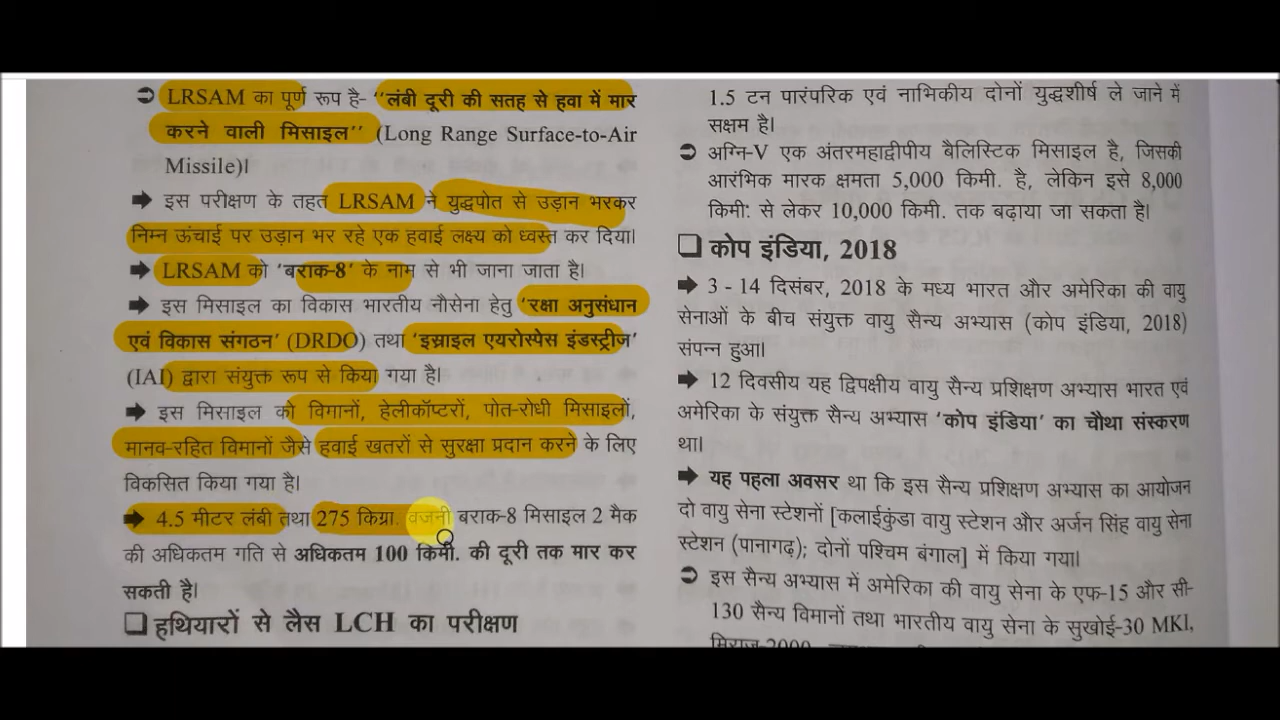 ➲ LRSAM का पूर्ण रूप है- "लंबी दूरी की सतह से हवा में मार
करने वाली मिसाइल" (Long Range Surface-to-Air
Missile)।
➡ इस परीक्षण के तहत LRSAM ने युद्धपोत से उड़ान भरकर
निम्न ऊंचाई पर उड़ान भर रहे एक हवाई लक्ष्य को ध्वस्त कर दिया।
➡ LRSAM को 'बराक-8' के नाम से भी जाना जाता है।
➡ इस मिसाइल का विकास भारतीय नौसेना हेतु 'रक्षा अनुसंधान
एवं विकास संगठन' (DRDO) तथा 'इस्राइल एयरोस्पेस इंडस्ट्रीज'
(IAI) द्वारा संयुक्त रूप से किया गया है।
➡ इस मिसाइल को विमानों, हेलीकॉप्टरों, पोत-रोधी मिसाइलों,
मानव-रहित विमानों जैसे हवाई खतरों से सुरक्षा प्रदान करने के लिए
विकसित किया गया है।
➡ 4.5 मीटर लंबी तथा 275 किग्रा. वजनी बराक-8 मिसाइल 2 मैक
की अधिकतम गति से अधिकतम 100 किमी. की दूरी तक मार कर
सकती है।
❑ हथियारों से लैस LCH का परीक्षण
1.5 टन पारंपरिक एवं नाभिकीय दोनों युद्धशीर्ष ले जाने में
सक्षम है।
➲ अग्नि-V एक अंतरमहाद्वीपीय बैलिस्टिक मिसाइल है, जिसकी
आरंभिक मारक क्षमता 5,000 किमी. है, लेकिन इसे 8,000
किमी: से लेकर 10,000 किमी. तक बढ़ाया जा सकता है।
❑ कोप इंडिया, 2018
➡ 3 - 14 दिसंबर, 2018 के मध्य भारत और अमेरिका की वायु
सेनाओं के बीच संयुक्त वायु सैन्य अभ्यास (कोप इंडिया, 2018)
संपन्न हुआ।
➡ 12 दिवसीय यह द्विपक्षीय वायु सैन्य प्रशिक्षण अभ्यास भारत एवं
अमेरिका के संयुक्त सैन्य अभ्यास 'कोप इंडिया' का चौथा संस्करण
था।
➡ यह पहला अवसर था कि इस सैन्य प्रशिक्षण अभ्यास का आयोजन
दो वायु सेना स्टेशनों [कलाईकुंडा वायु स्टेशन और अर्जन सिंह वायु सेना
स्टेशन (पानागढ़); दोनों पश्चिम बंगाल] में किया गया।
➲ इस सैन्य अभ्यास में अमेरिका की वायु सेना के एफ-15 और सी-
130 सैन्य विमानों तथा भारतीय वायु सेना के सुखोई-30 MKI,
मिराज-2000